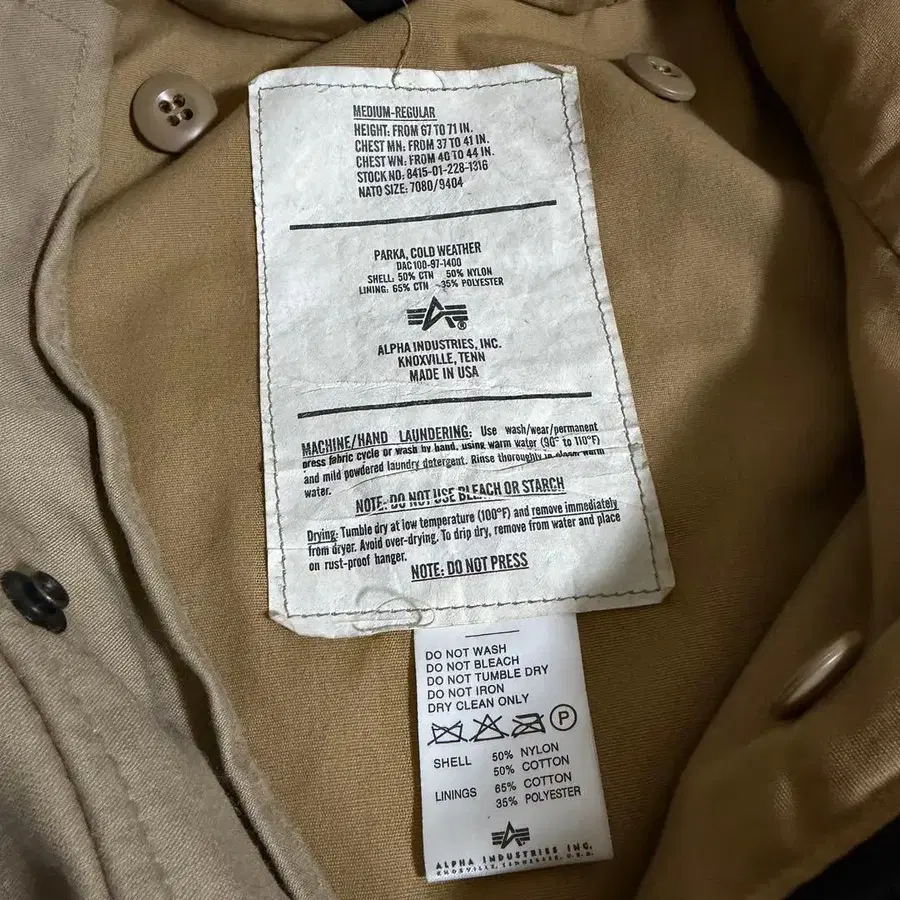 MEDIUM-REGULAR
HEIGHT: FROM 67 TO 71 IN.
CHEST MN: FROM 37 TO 41 IN.
CHEST WN: FROM 40 TO 44 IN.
STOCK NO: 8415-01-228-1316
NATO SIZE: 7080/9404
PARKA, COLD WEATHER
DAC100-97-1400
SHELL: 50% CTN 50% NYLON
LINING: 65% CTN 35% POLYESTER
ALPHA INDUSTRIES, INC.
KNOXVILLE, TENN
MADE IN USA
MACHINE/HAND LAUNDERING: Use wash/wear/permanent
press fabric cycle or wash by hand, using warm water (90° to 110°F)
and mild powdered laundry detergent. Rinse thoroughly in clean warm
water.
NOTE: DO NOT USE BLEACH OR STARCH
Drying: Tumble dry at low temperature (100°F) and remove immediately
from dryer. Avoid over-drying. To drip dry, remove from water and place
on rust-proof hanger.
NOTE: DO NOT PRESS
DO NOT WASH
DO NOT BLEACH
DO NOT TUMBLE DRY
DO NOT IRON
DRY CLEAN ONLY
P
SHELL 50% NYLON
50% COTTON
LININGS 65% COTTON
35% POLYESTER
ALPHA INDUSTRIES INC.
KNOXVILLE, TENNESSEE, U.S.A.